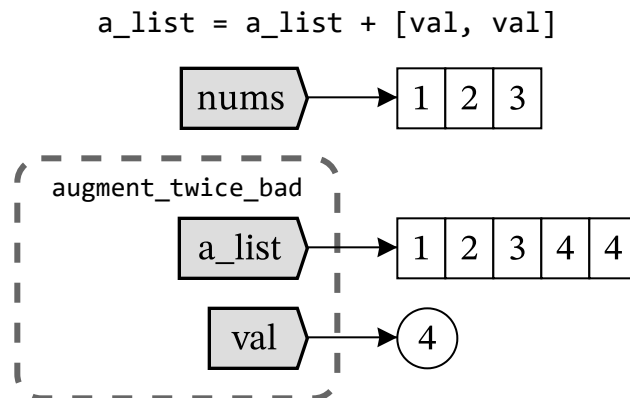 a_list = a_list + [val, val]
nums 1 2 3
augment_twice_bad
a_list 1 2 3 4 4
val 4